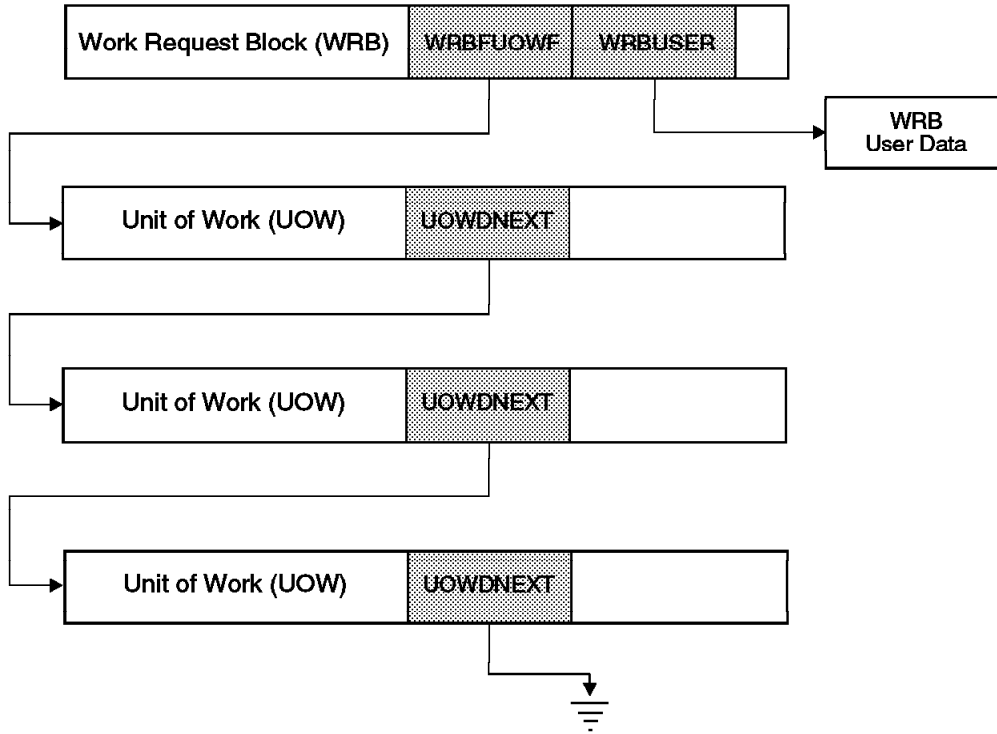 Work Request Block (WRB) WRBFUOWF WRBUSER
WRB
User Data
Unit of Work (UOW) UOWDNEXT
Unit of Work (UOW) UOWDNEXT
Unit of Work (UOW) UOWDNEXT